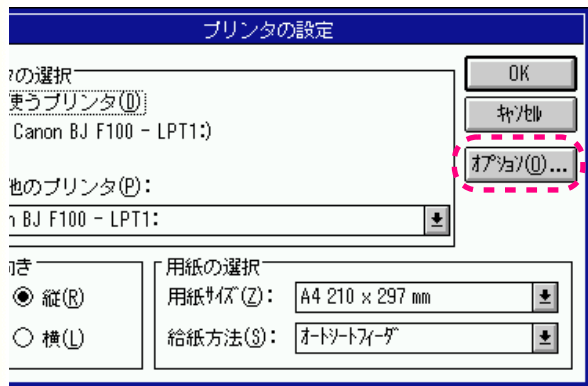 プリンタの設定
の選択
使うプリンタ(D)
Canon BJ F100 - LPT1:)
他のプリンタ(P):
BJ F100 - LPT1:
OK
ｷｬﾝｾﾙ
ｵﾌﾟｼｮﾝ(O)...
き
縦(R)
横(L)
用紙の選択
用紙ｻｲｽﾞ(Z): A4 210 x 297 mm
給紙方法(S): ｵｰﾄｼｰﾄﾌｨｰﾀﾞ